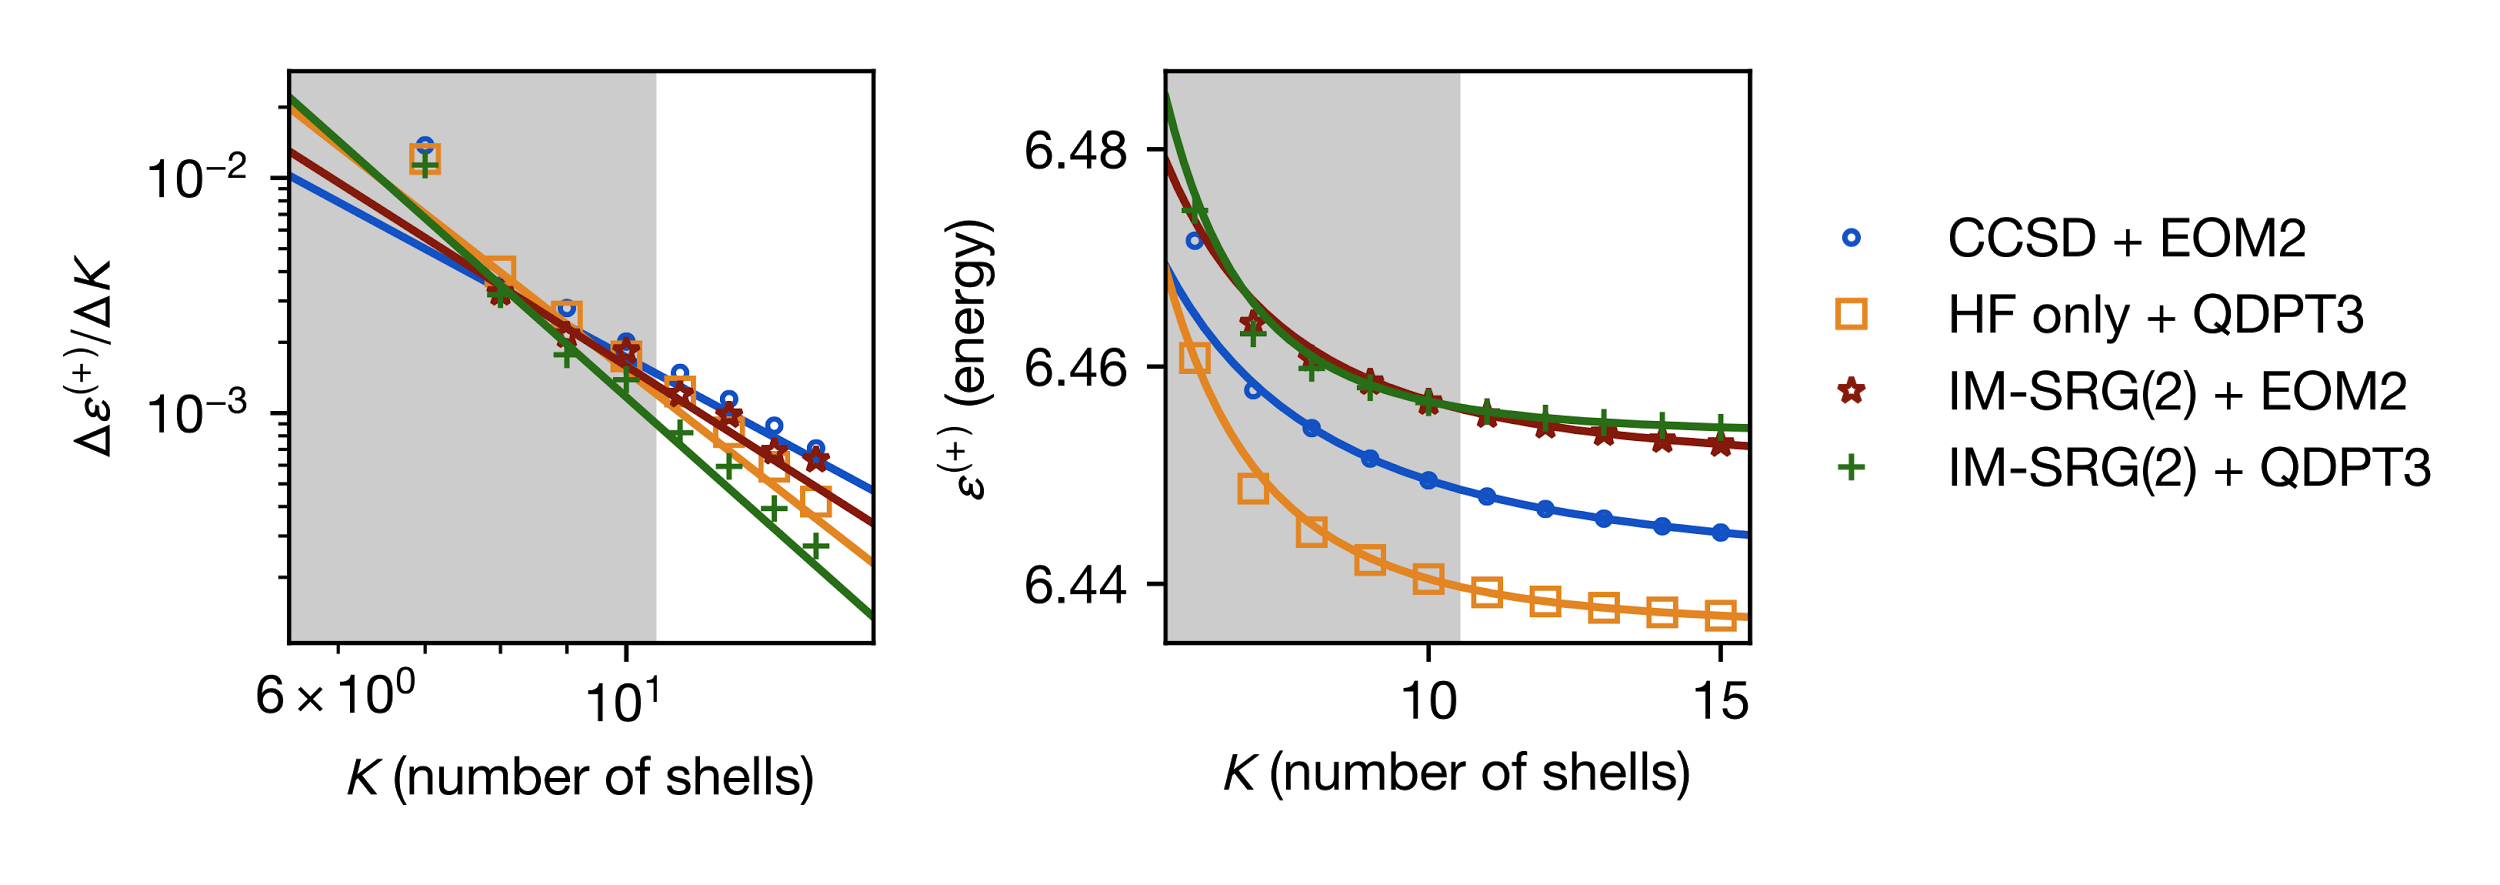 Δε⁽⁺⁾/ΔK
10⁻²
10⁻³
6 × 10⁰
10¹
K (number of shells)
ε⁽⁺⁾ (energy)
6.48
6.46
6.44
10
15
K (number of shells)
CCSD + EOM2
HF only + QDPT3
IM-SRG(2) + EOM2
IM-SRG(2) + QDPT3